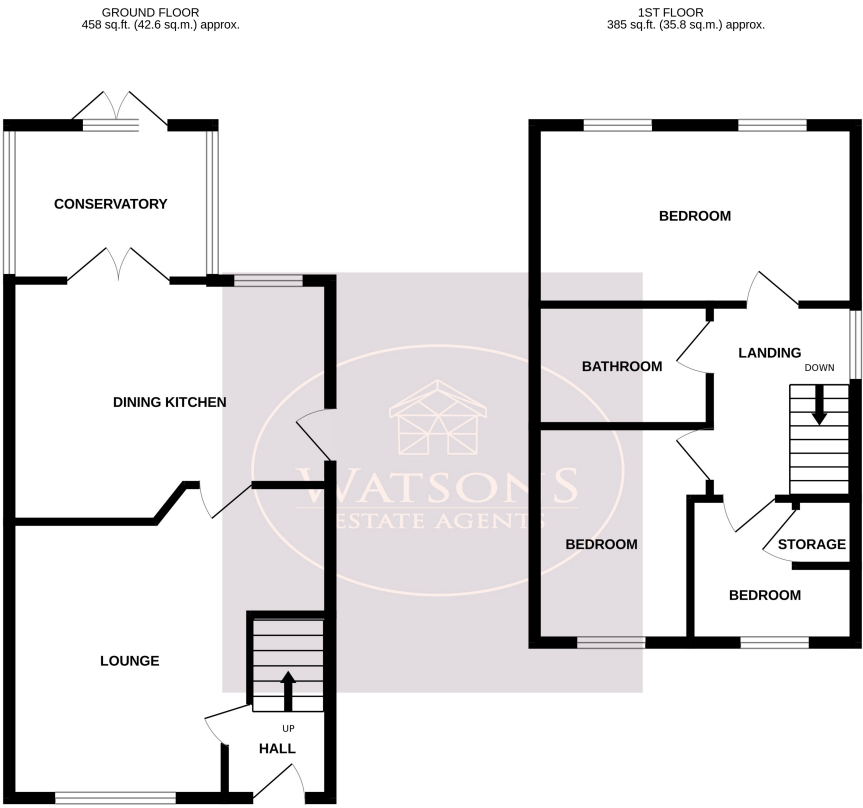 GROUND FLOOR
458 sq.ft. (42.6 sq.m.) approx.
1ST FLOOR
385 sq.ft. (35.8 sq.m.) approx.
CONSERVATORY
BEDROOM
BATHROOM
LANDING
DOWN
DINING KITCHEN
WATSONS
ESTATE AGENTS
BEDROOM
STORAGE
BEDROOM
LOUNGE
UP
HALL